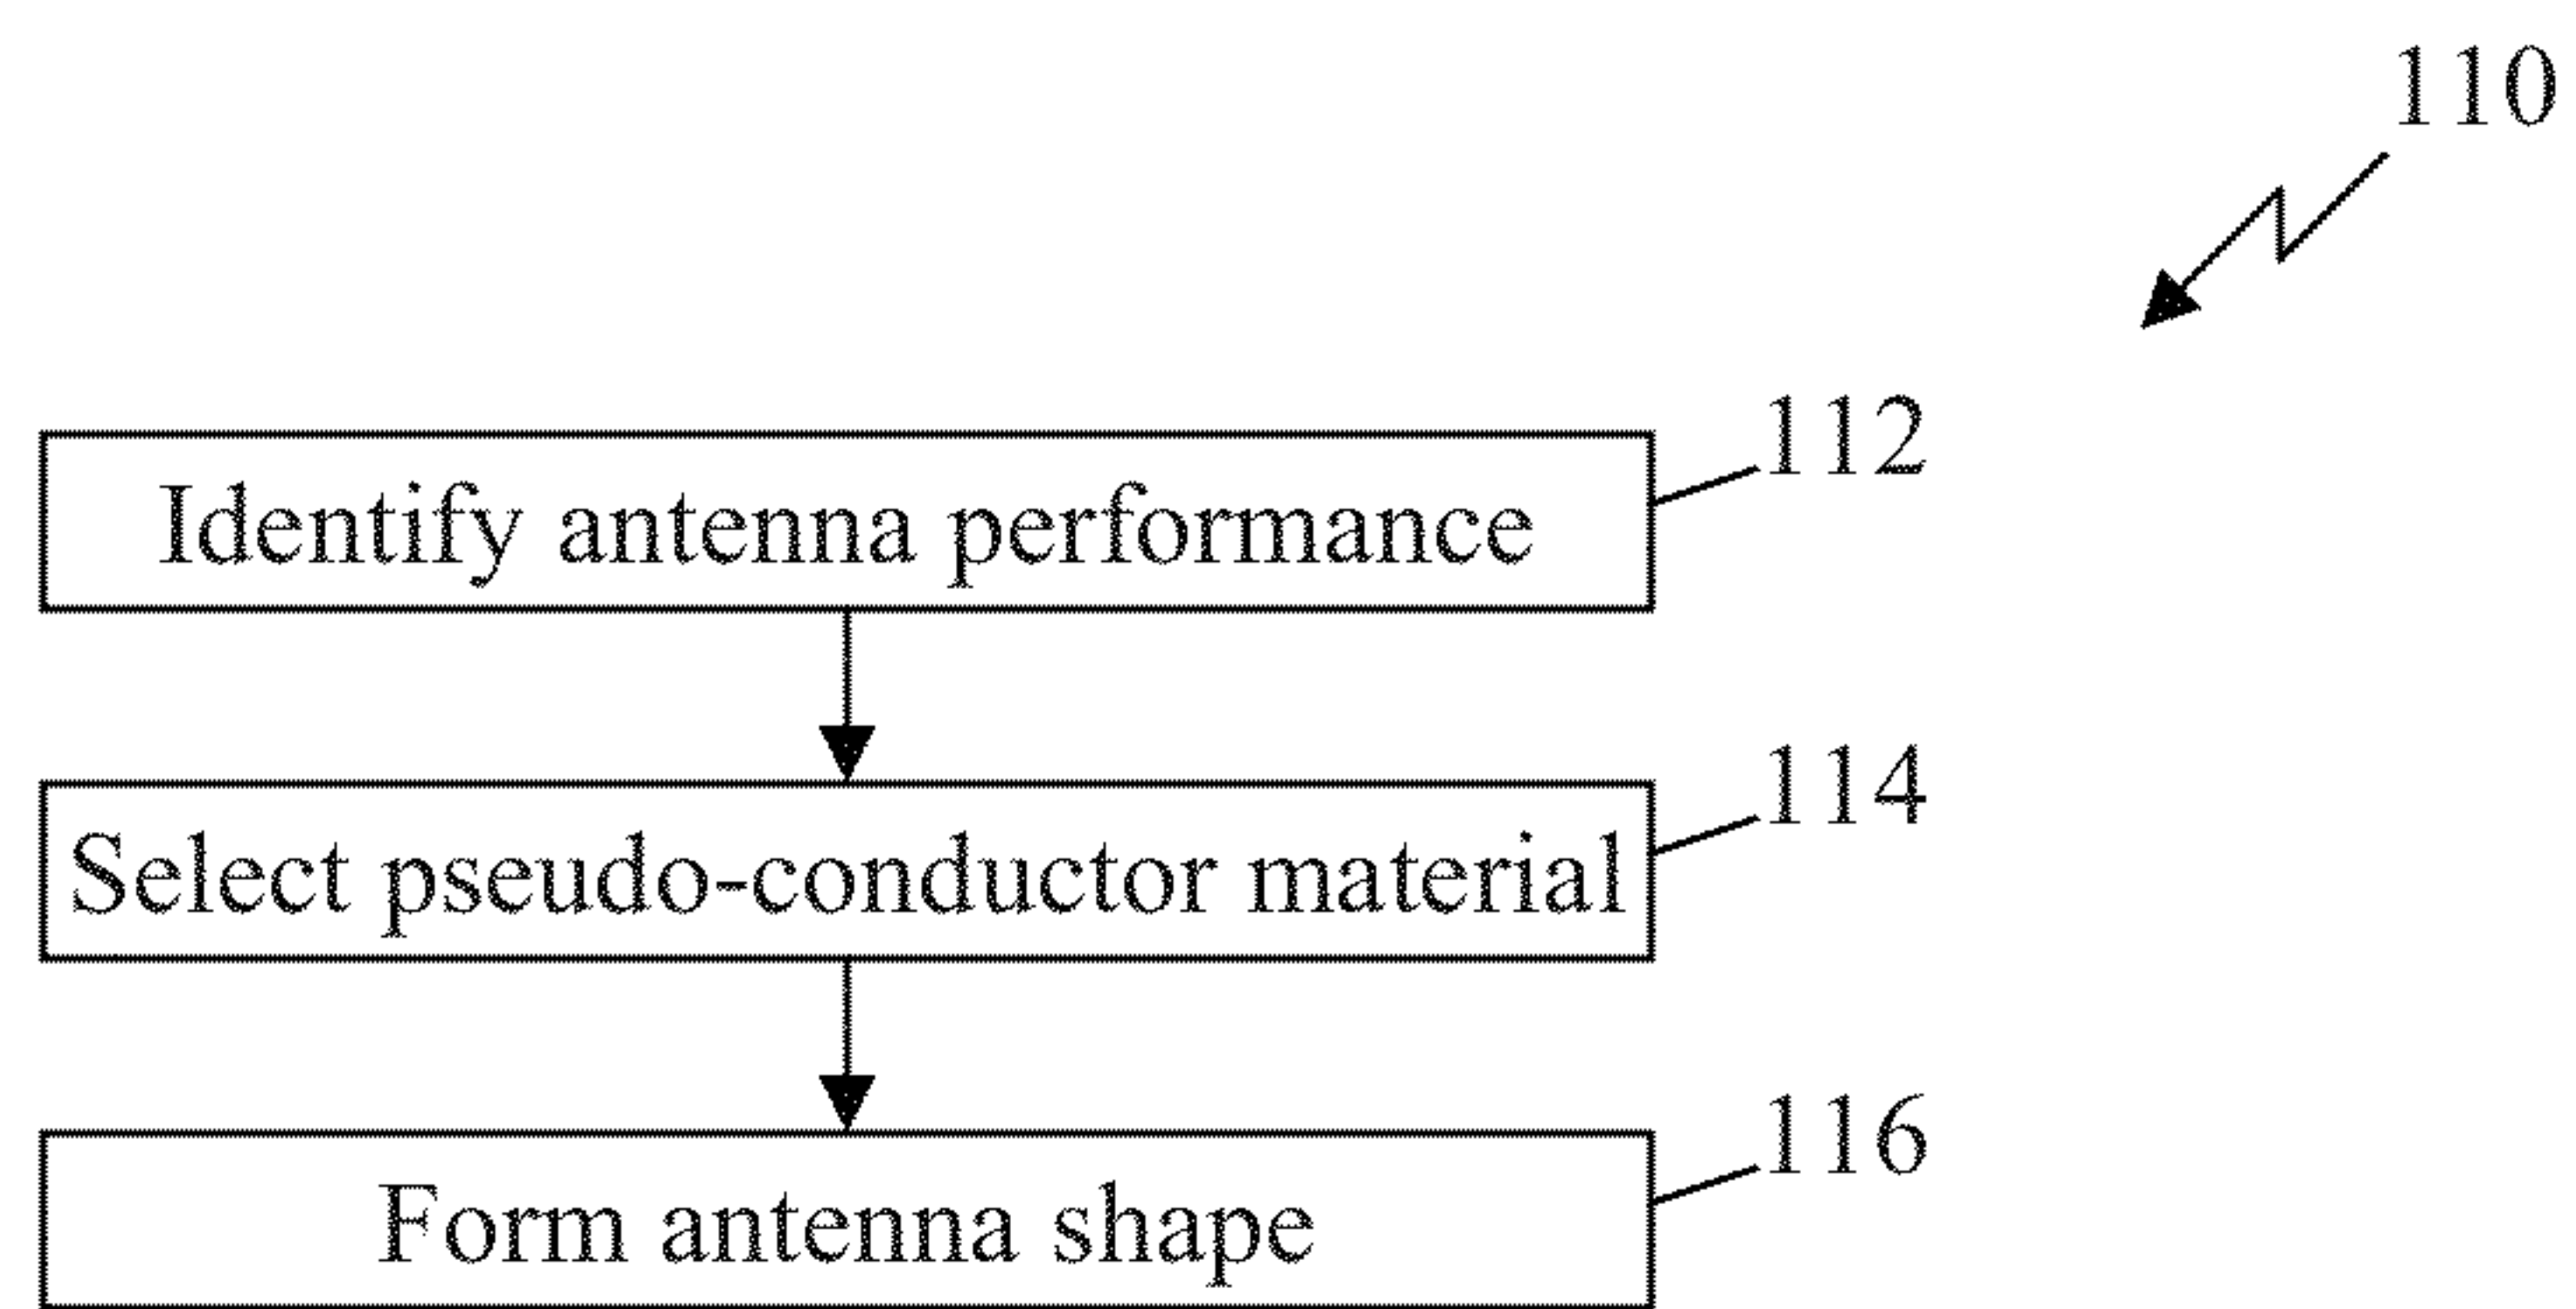 110
112
Identify antenna performance
114
Select pseudo-conductor material
116
Form antenna shape